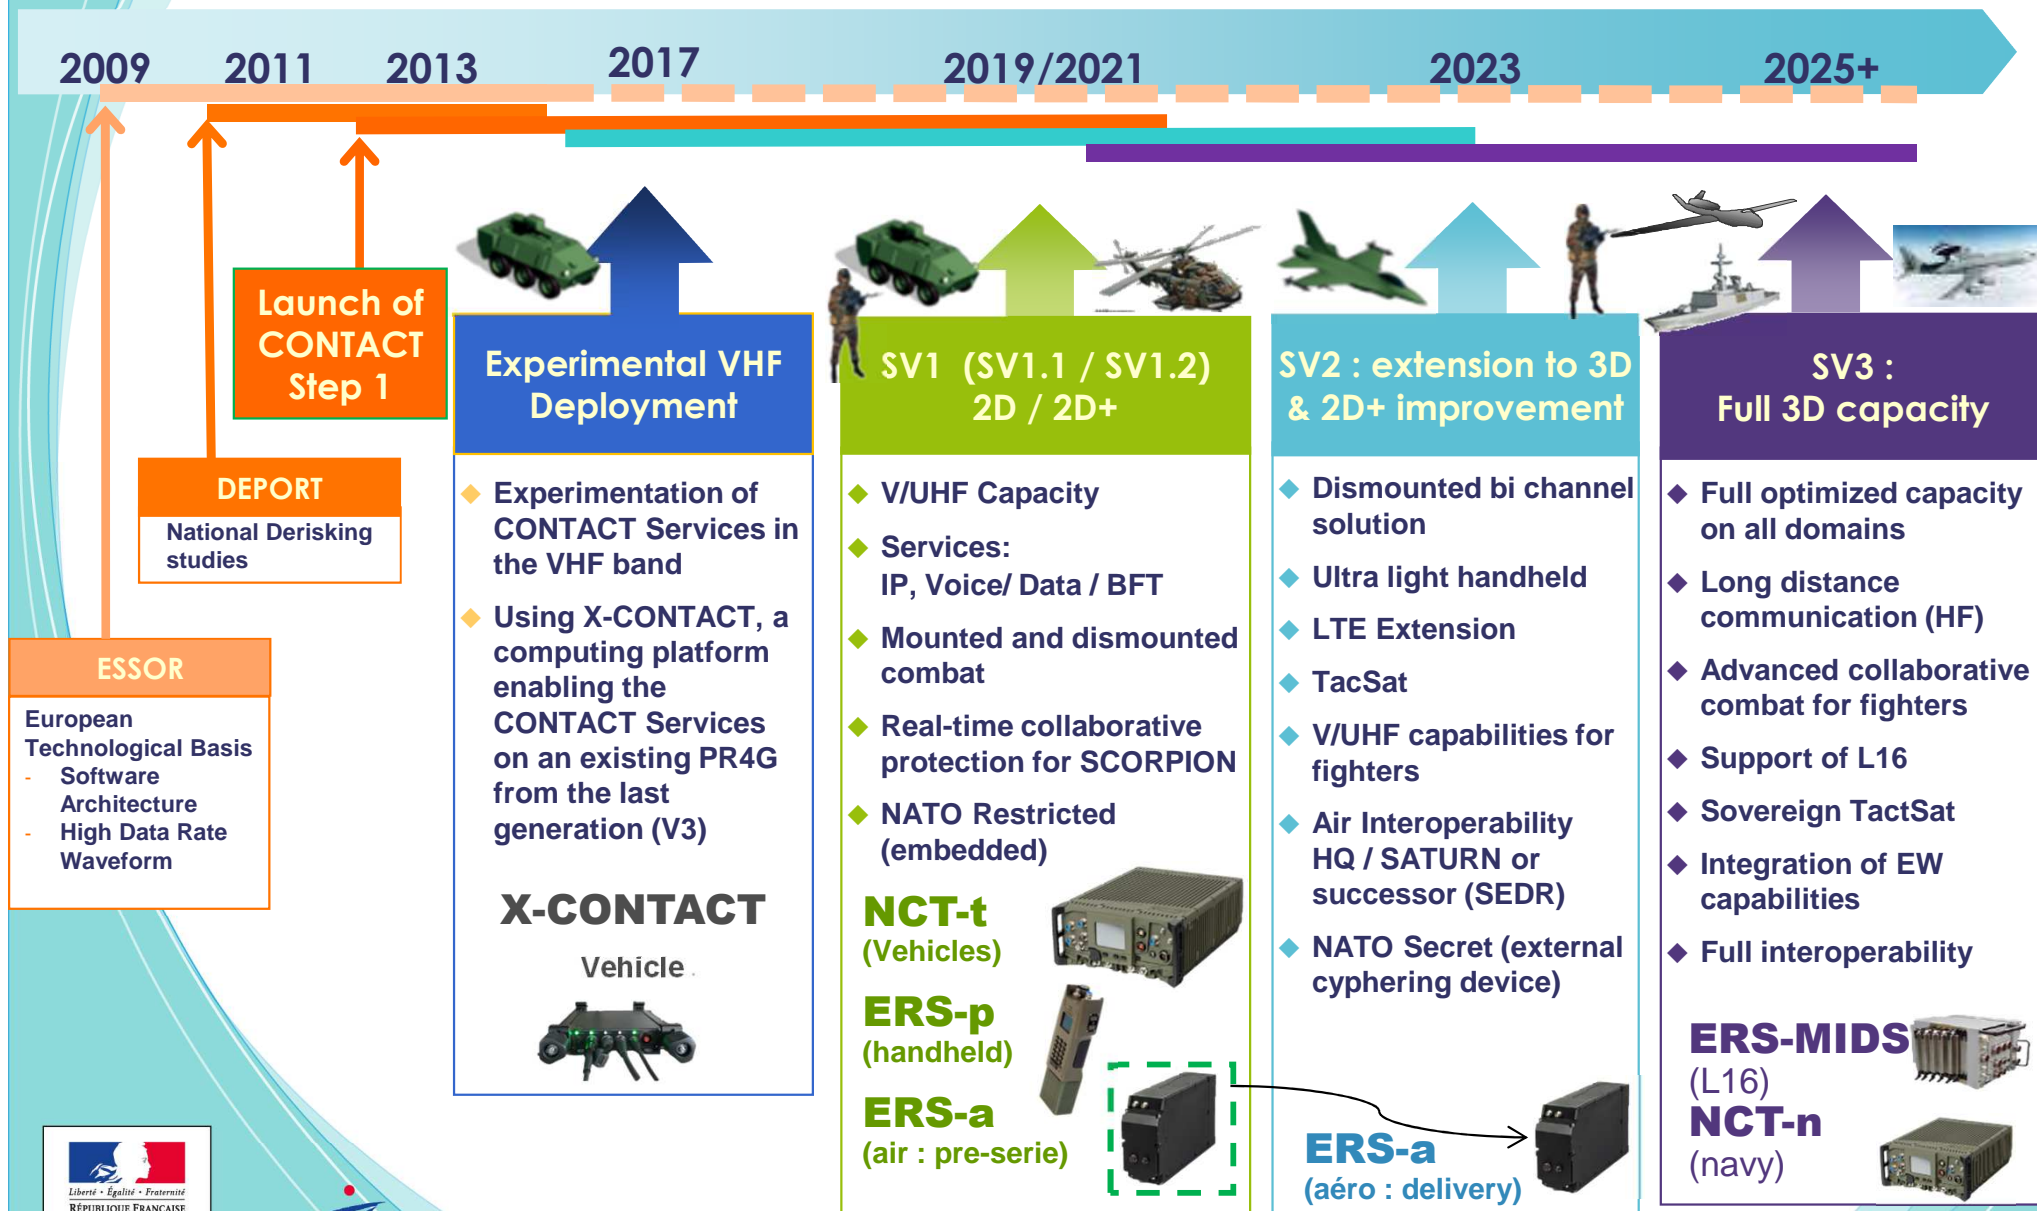 2009 2011 2013 2017 2019/2021 2023 2025+
Launch of
CONTACT
Step 1
DEPORT
National Derisking
studies
ESSOR
European
Technological Basis
- Software
Architecture
- High Data Rate
Waveform
Experimental VHF
Deployment
◆ Experimentation of
CONTACT Services in
the VHF band
◆ Using X-CONTACT, a
computing platform
enabling the
CONTACT Services
on an existing PR4G
from the last
generation (V3)
X-CONTACT
Vehicle
SV1 (SV1.1 / SV1.2)
2D / 2D+
◆ V/UHF Capacity
◆ Services:
IP, Voice/ Data / BFT
◆ Mounted and dismounted
combat
◆ Real-time collaborative
protection for SCORPION
◆ NATO Restricted
(embedded)
NCT-t
(Vehicles)
ERS-p
(handheld)
ERS-a
(air : pre-serie)
SV2 : extension to 3D
& 2D+ improvement
◆ Dismounted bi channel
solution
◆ Ultra light handheld
◆ LTE Extension
◆ TacSat
◆ V/UHF capabilities for
fighters
◆ Air Interoperability
HQ / SATURN or
successor (SEDR)
◆ NATO Secret (external
cyphering device)
ERS-a
(aéro : delivery)
SV3 :
Full 3D capacity
◆ Full optimized capacity
on all domains
◆ Long distance
communication (HF)
◆ Advanced collaborative
combat for fighters
◆ Support of L16
◆ Sovereign TactSat
◆ Integration of EW
capabilities
◆ Full interoperability
ERS-MIDS
(L16)
NCT-n
(navy)
Liberté • Égalité • Fraternité
RÉPUBLIQUE FRANÇAISE